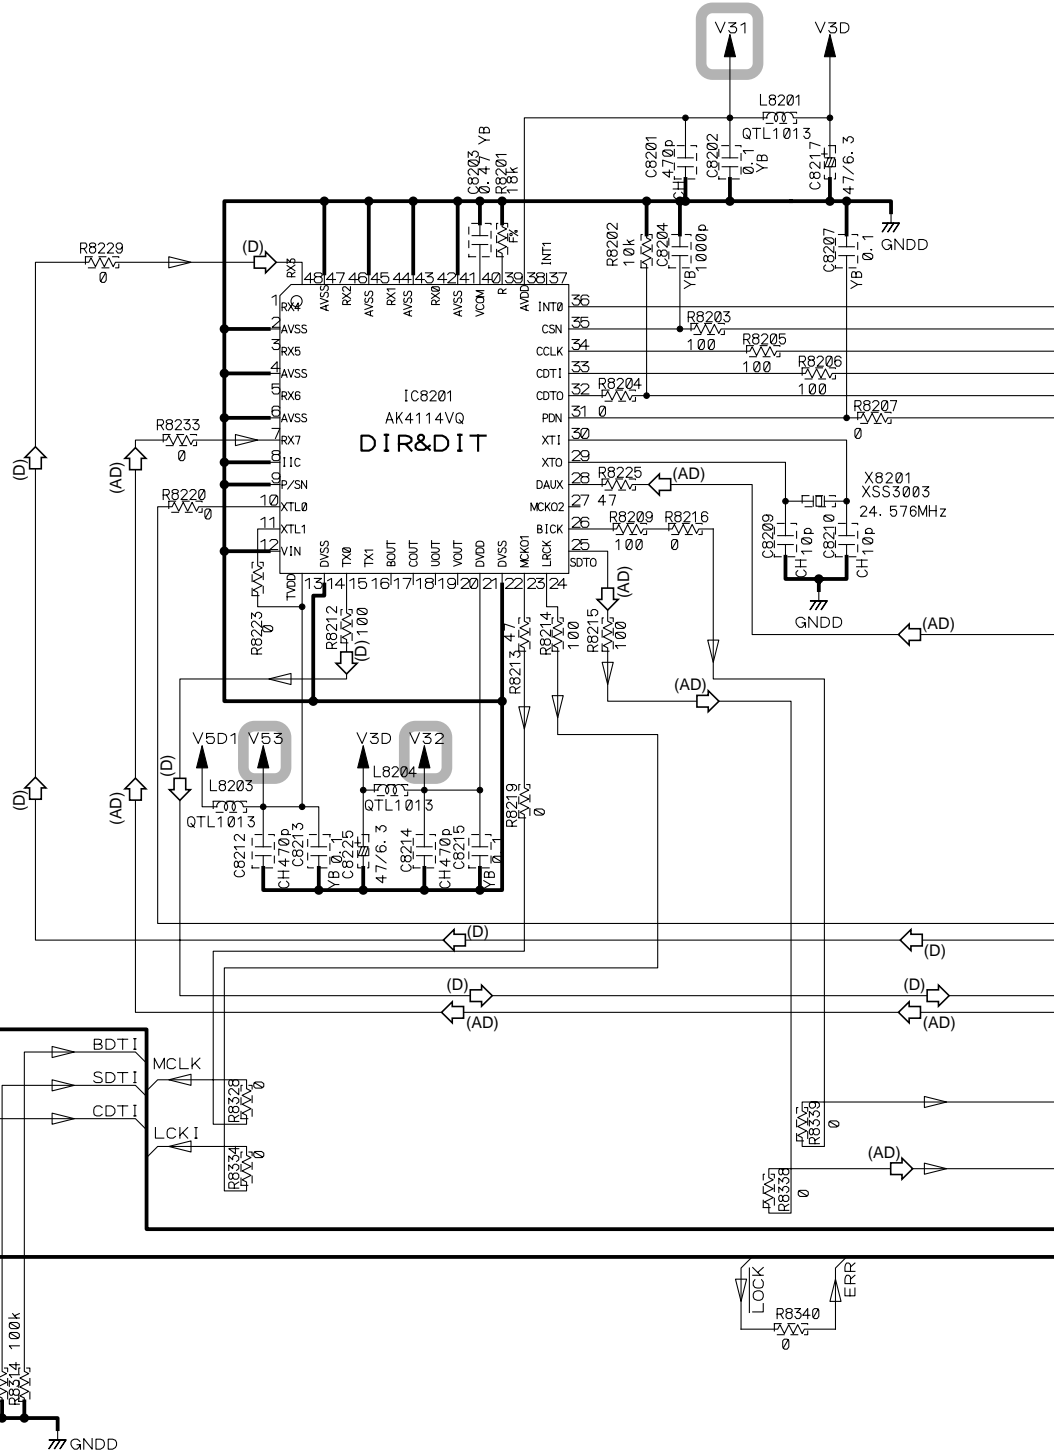 V31
V3D
L8201
QTL1013
C8201
470p
CH
C8202
0.1
YB
C8217
47/6.3
C8203
0.47 YB
R8201
18k
F%
R8202
10k
C8204
1000p
YB
C8207
0.1
YB
GNDD
R8229
0
(D)
RX3
INT1
48 47 46 45 44 43 42 41 40 39 38 37
AVSS
RX2
AVSS
RX1
AVSS
RX0
AVSS
VCOM
R
AVDD
1 RX4
2 AVSS
3 RX5
4 AVSS
5 RX6
6 AVSS
7 RX7
8 IIC
9 P/SN
10 XTL0
11 XTL1
12 VIN
INT0 36
CSN 35
CCLK 34
CDTI 33
CDTO 32
PDN 31
XTI 30
XTO 29
DAUX 28
MCKO2 27
BICK 26
25
SDTO
IC8201
AK4114VQ
DIR&DIT
R8203
100
R8205
100
R8206
100
R8204
0
R8207
0
R8233
0
R8220
0
R8225
47
(AD)
R8209
100
R8216
0
X8201
XSS3003
24.576MHz
C8209
CH 10p
C8210
CH 10p
GNDD
(D)
(AD)
TVDD
DVSS
TX0
TX1
BOUT
COUT
UOUT
VOUT
DVDD
DVSS
MCKO1
LRCK
13 14 15 16 17 18 19 20 21 22 23 24
R8223
0
R8212
100
(D)
R8213
47
R8214
100
R8215
100
(AD)
(AD)
(AD)
V5D1
V53
V3D
V32
L8203
QTL1013
L8204
QTL1013
(D)
(D)
(AD)
R8219
0
C8212
CH 470p
C8213
YB 0.1
C8225
47/6.3
C8214
CH 470p
C8215
YB 0.1
(D)
(D)
(D)
(D)
(AD)
(AD)
BDTI
SDTI
CDTI
MCLK
LCKI
R8328
0
R8334
0
R8339
0
R8338
0
(AD)
LOCK
ERR
R8340
0
R8314 100k
GNDD